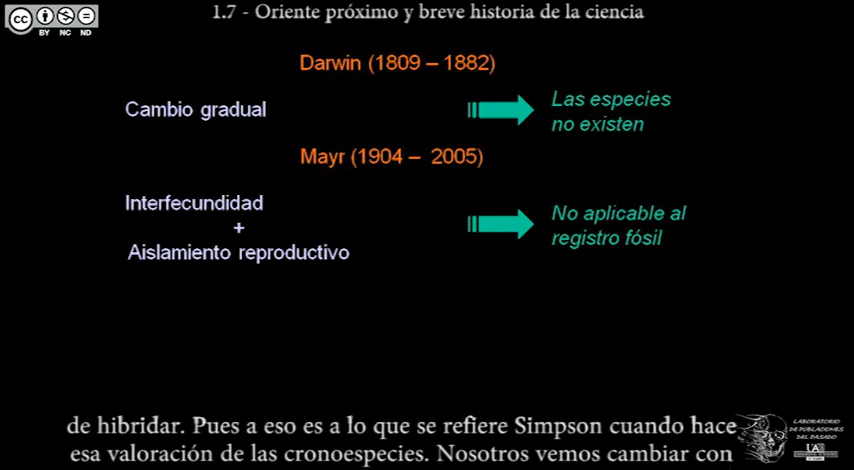 1.7 - Oriente próximo y breve historia de la ciencia
CC
BY NC ND
Darwin (1809 – 1882)
Cambio gradual
Las especies
no existen
Mayr (1904 – 2005)
Interfecundidad
+
Aislamiento reproductivo
No aplicable al
registro fósil
de hibridar. Pues a eso es a lo que se refiere Simpson cuando hace
esa valoración de las cronoespecies. Nosotros vemos cambiar con
LABORATORIO
DE POBLACIONES
DEL PASADO